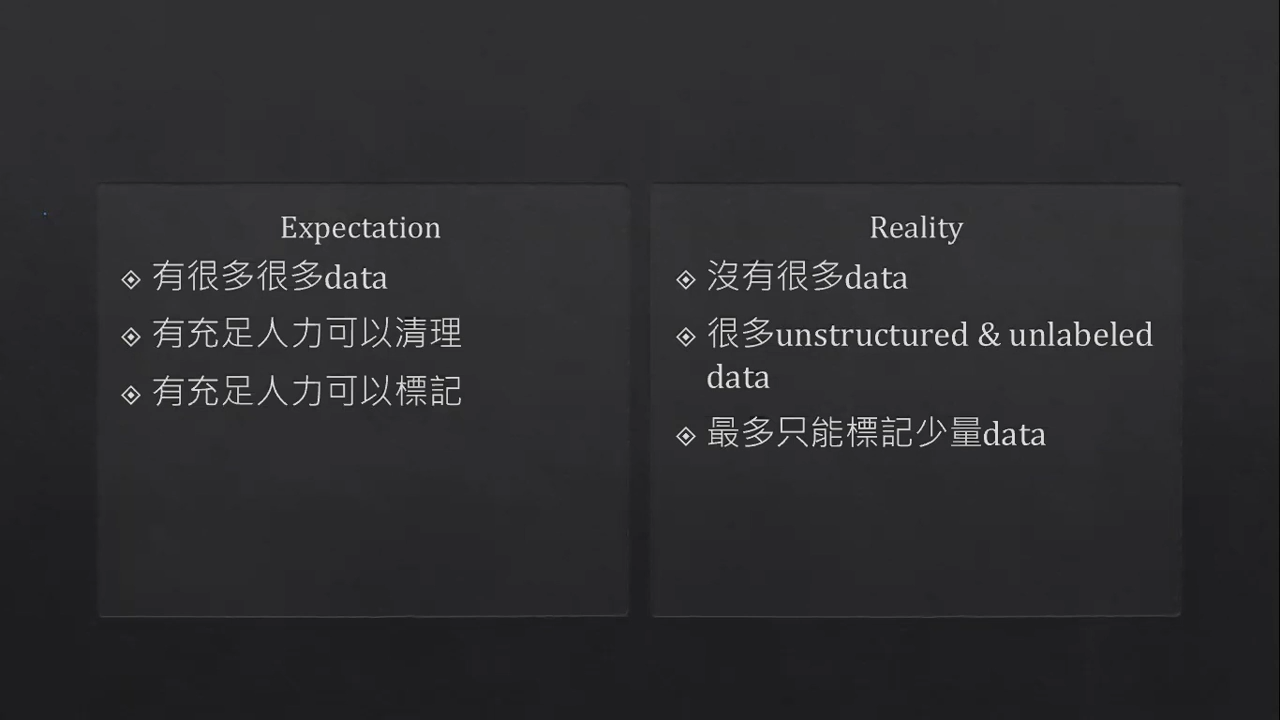 Expectation
有很多很多data
有充足人力可以清理
有充足人力可以標記
Reality
沒有很多data
很多unstructured & unlabeled
data
最多只能標記少量data